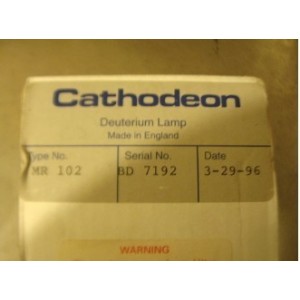 Cathodeon
Deuterium Lamp
Made in England
Type No. Serial No. Date
MR 102 BD 7192 3-29-96
WARNING